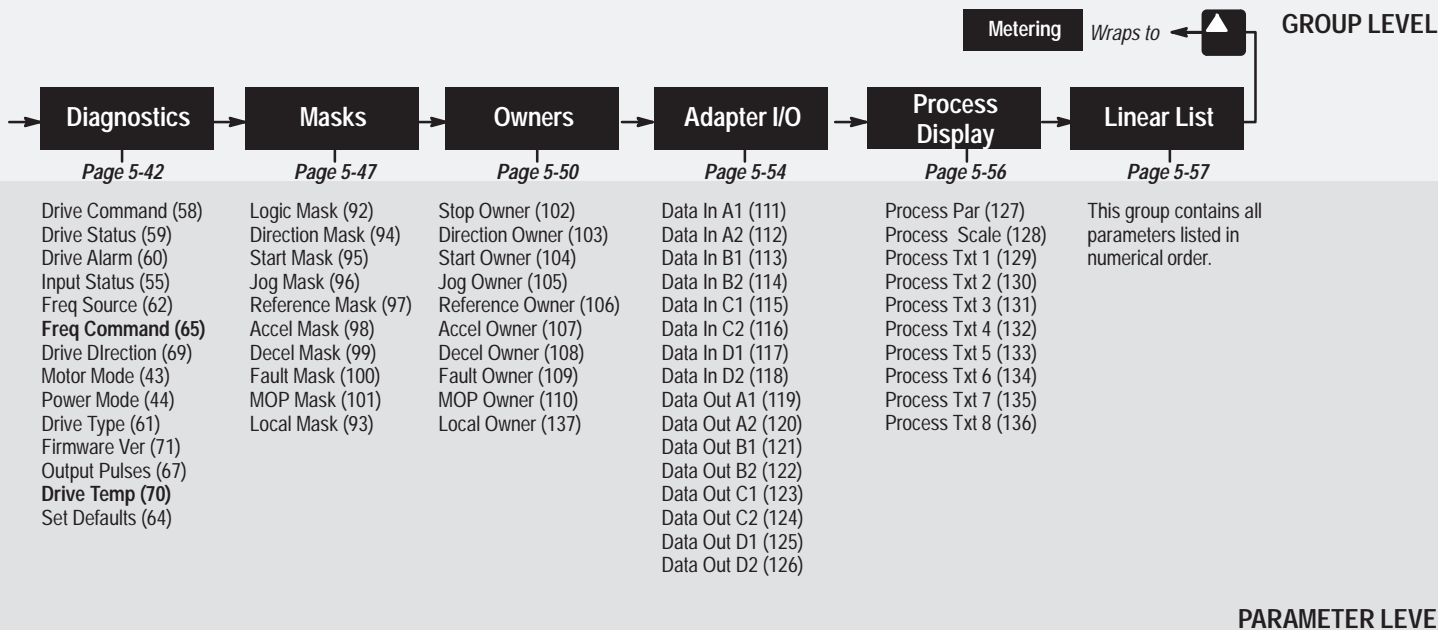 GROUP LEVEL
Metering Wraps to
Diagnostics
Masks
Owners
Adapter I/O
Process
Display
Linear List
Page 5-42
Page 5-47
Page 5-50
Page 5-54
Page 5-56
Page 5-57
Drive Command (58)
Drive Status (59)
Drive Alarm (60)
Input Status (55)
Freq Source (62)
Freq Command (65)
Drive DIrection (69)
Motor Mode (43)
Power Mode (44)
Drive Type (61)
Firmware Ver (71)
Output Pulses (67)
Drive Temp (70)
Set Defaults (64)
Logic Mask (92)
Direction Mask (94)
Start Mask (95)
Jog Mask (96)
Reference Mask (97)
Accel Mask (98)
Decel Mask (99)
Fault Mask (100)
MOP Mask (101)
Local Mask (93)
Stop Owner (102)
Direction Owner (103)
Start Owner (104)
Jog Owner (105)
Reference Owner (106)
Accel Owner (107)
Decel Owner (108)
Fault Owner (109)
MOP Owner (110)
Local Owner (137)
Data In A1 (111)
Data In A2 (112)
Data In B1 (113)
Data In B2 (114)
Data In C1 (115)
Data In C2 (116)
Data In D1 (117)
Data In D2 (118)
Data Out A1 (119)
Data Out A2 (120)
Data Out B1 (121)
Data Out B2 (122)
Data Out C1 (123)
Data Out C2 (124)
Data Out D1 (125)
Data Out D2 (126)
Process Par (127)
Process Scale (128)
Process Txt 1 (129)
Process Txt 2 (130)
Process Txt 3 (131)
Process Txt 4 (132)
Process Txt 5 (133)
Process Txt 6 (134)
Process Txt 7 (135)
Process Txt 8 (136)
This group contains all
parameters listed in
numerical order.
PARAMETER LEVE